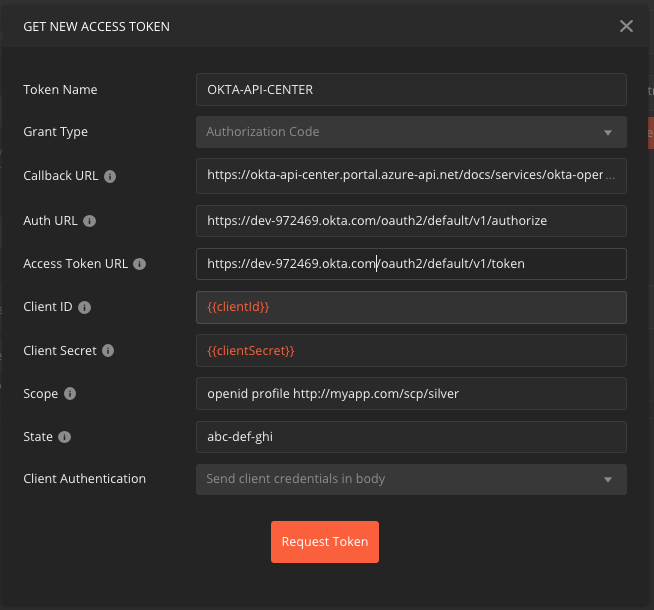 GET NEW ACCESS TOKEN
Token Name OKTA-API-CENTER
Grant Type Authorization Code
Callback URL https://okta-api-center.portal.azure-api.net/docs/services/okta-oper...
Auth URL https://dev-972469.okta.com/oauth2/default/v1/authorize
Access Token URL https://dev-972469.okta.com/oauth2/default/v1/token
Client ID {{clientId}}
Client Secret {{clientSecret}}
Scope openid profile http://myapp.com/scp/silver
State abc-def-ghi
Client Authentication Send client credentials in body
Request Token